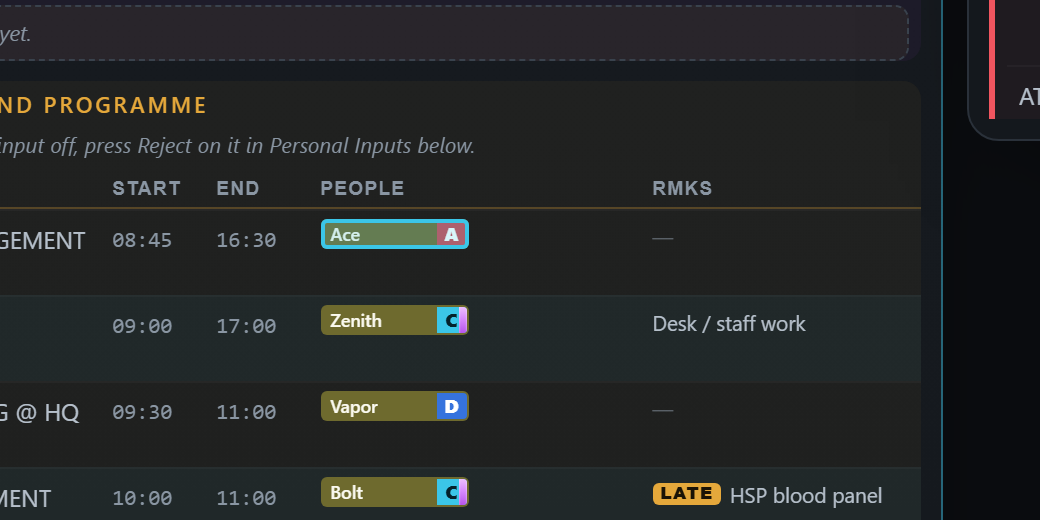 yet.
ND PROGRAMME
input off, press Reject on it in Personal Inputs below.
START END PEOPLE RMKS
GEMENT 08:45 16:30 Ace A —
09:00 17:00 Zenith C Desk / staff work
G @ HQ 09:30 11:00 Vapor D —
MENT 10:00 11:00 Bolt C LATE HSP blood panel
AT